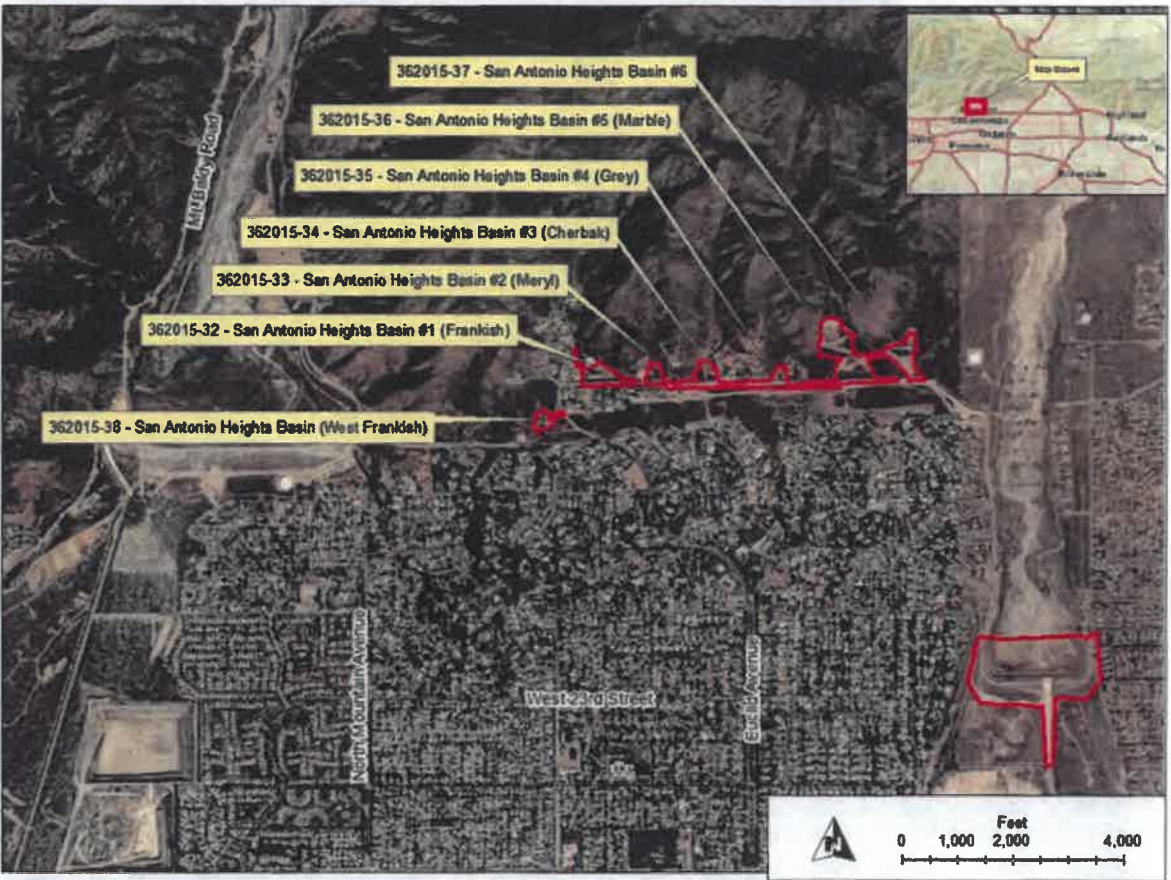 362015-37 - San Antonio Heights Basin #6
362015-36 - San Antonio Heights Basin #5 (Marble)
362015-35 - San Antonio Heights Basin #4 (Grey)
362015-34 - San Antonio Heights Basin #3 (Cherbak)
362015-33 - San Antonio Heights Basin #2 (Meryl)
362015-32 - San Antonio Heights Basin #1 (Frankish)
362015-38 - San Antonio Heights Basin (West Frankish)
Mt Baldy Road
North Mountain Avenue
West 23rd Street
Euclid Avenue
Highland
Riverside
Feet
0 1,000 2,000 4,000
N